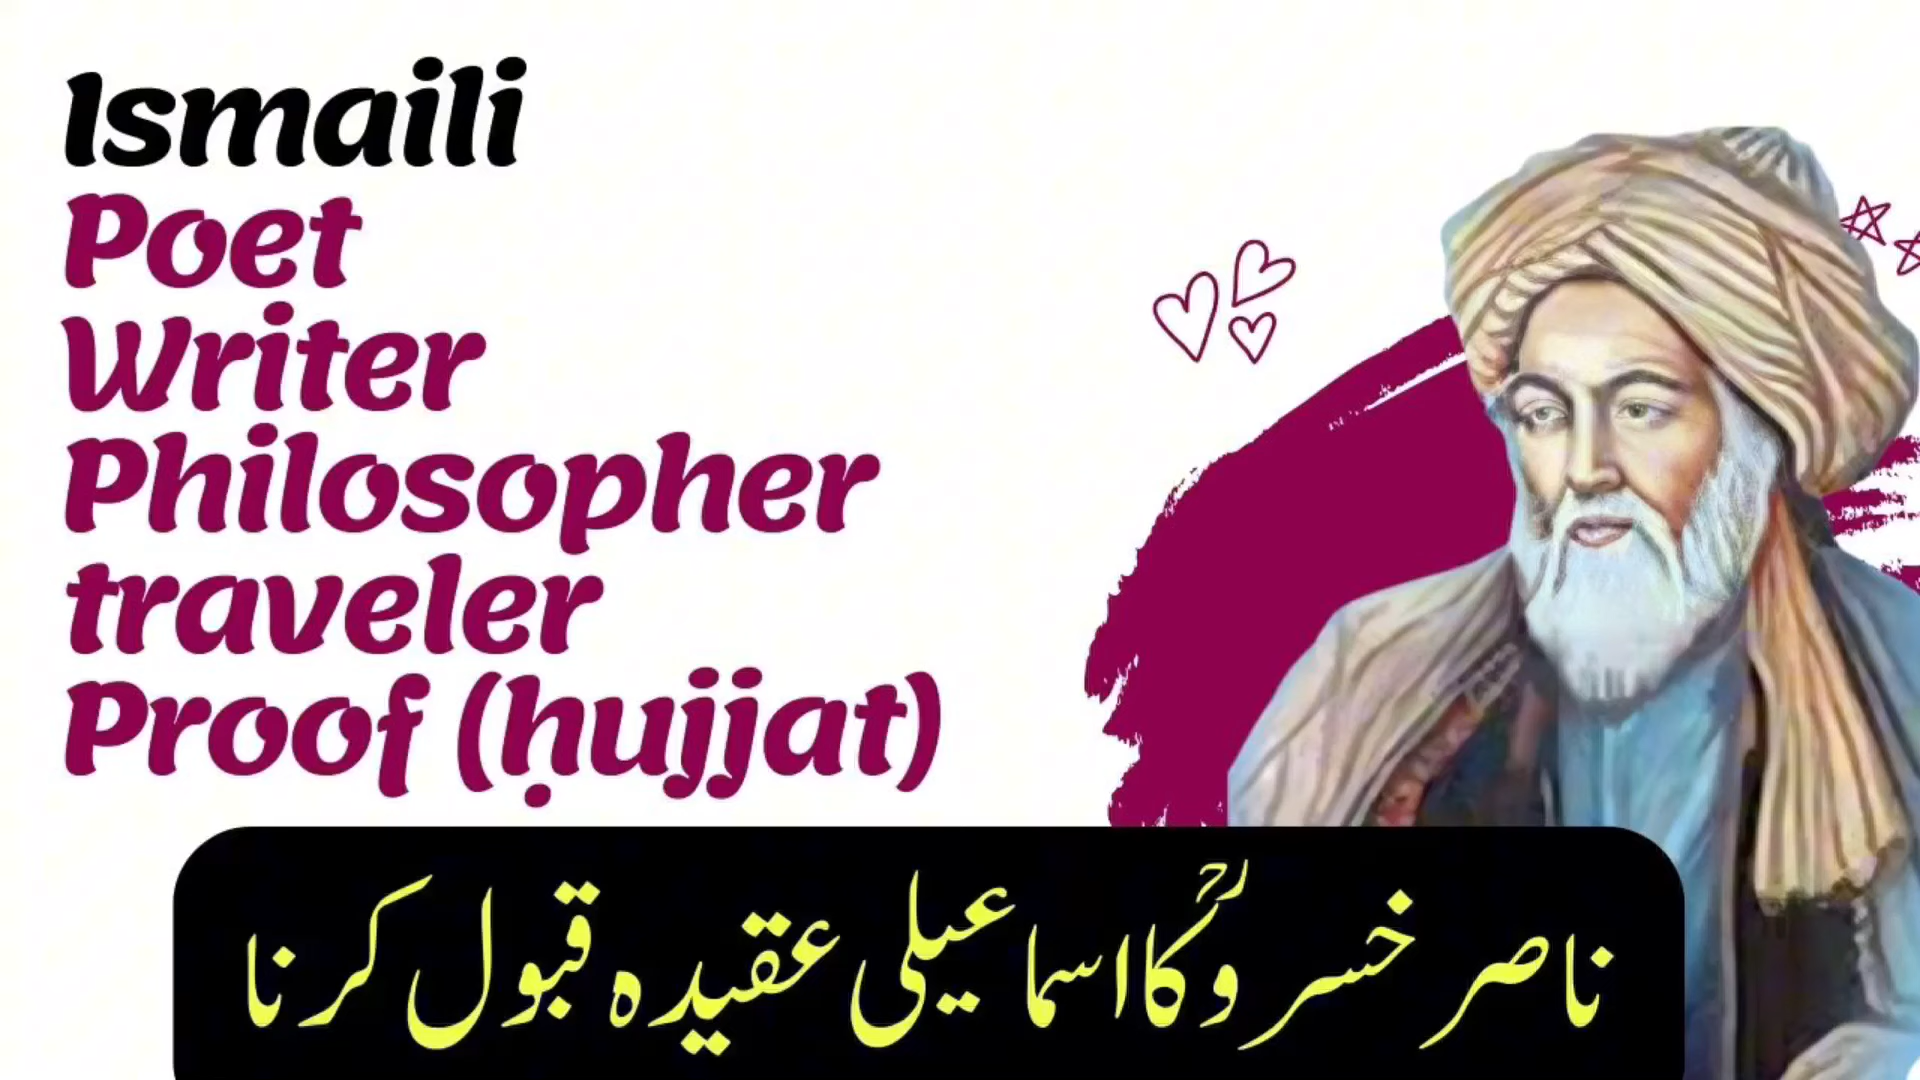 Ismaili
Poet
Writer
Philosopher
traveler
Proof (ḥujjat)
ناصر خسروؒ کا اسماعیلی عقیدہ قبول کرنا